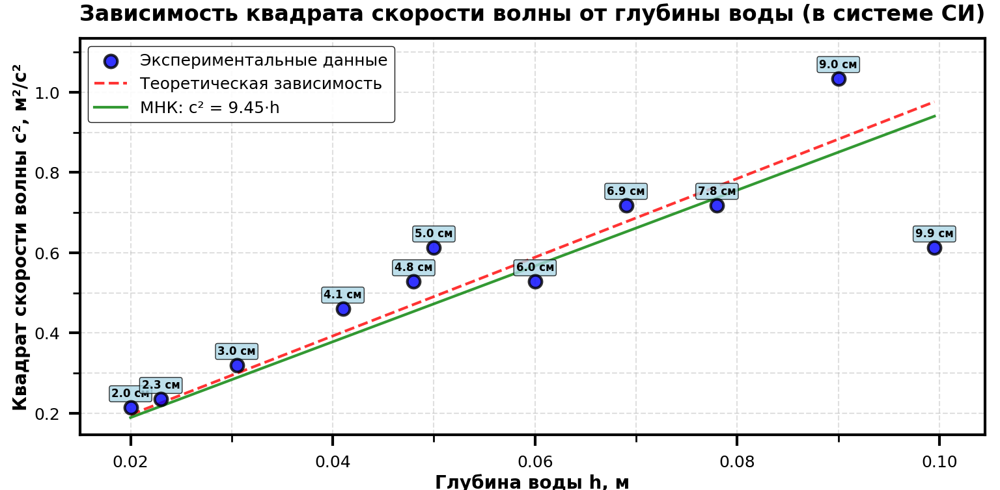 Зависимость квадрата скорости волны от глубины воды (в системе СИ)
Экспериментальные данные
Теоретическая зависимость
МНК: c² = 9.45·h
Квадрат скорости волны c², м²/с²
1.0
0.8
0.6
0.4
0.2
9.0 см
6.9 см
7.8 см
5.0 см
9.9 см
4.8 см
6.0 см
4.1 см
3.0 см
2.3 см
2.0 см
0.02
0.04
0.06
0.08
0.10
Глубина воды h, м